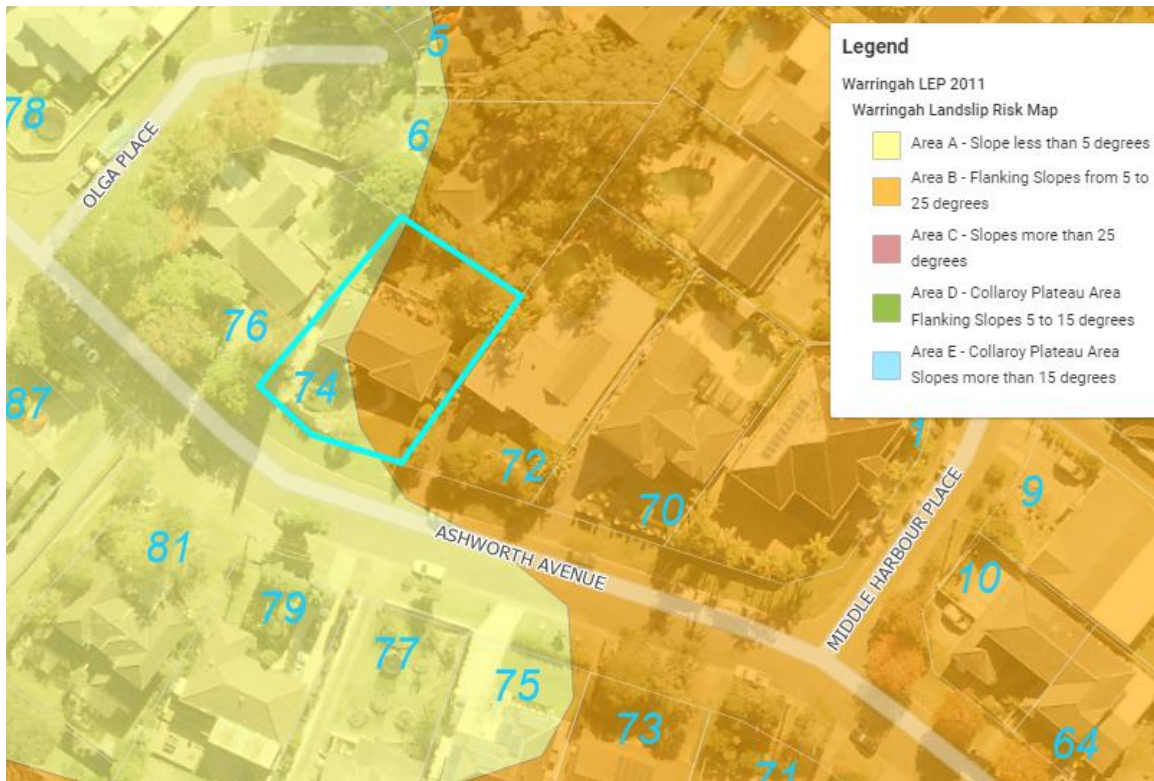 Legend
Warringah LEP 2011
Warringah Landslip Risk Map
Area A - Slope less than 5 degrees
Area B - Flanking Slopes from 5 to
25 degrees
Area C - Slopes more than 25
degrees
Area D - Collaroy Plateau Area
Flanking Slopes 5 to 15 degrees
Area E - Collaroy Plateau Area
Slopes more than 15 degrees
5
78
6
OLGA PLACE
76
74
87
72
70
1
9
MIDDLE HARBOUR PLACE
ASHWORTH AVENUE
81
79
77
75
10
73
71
64